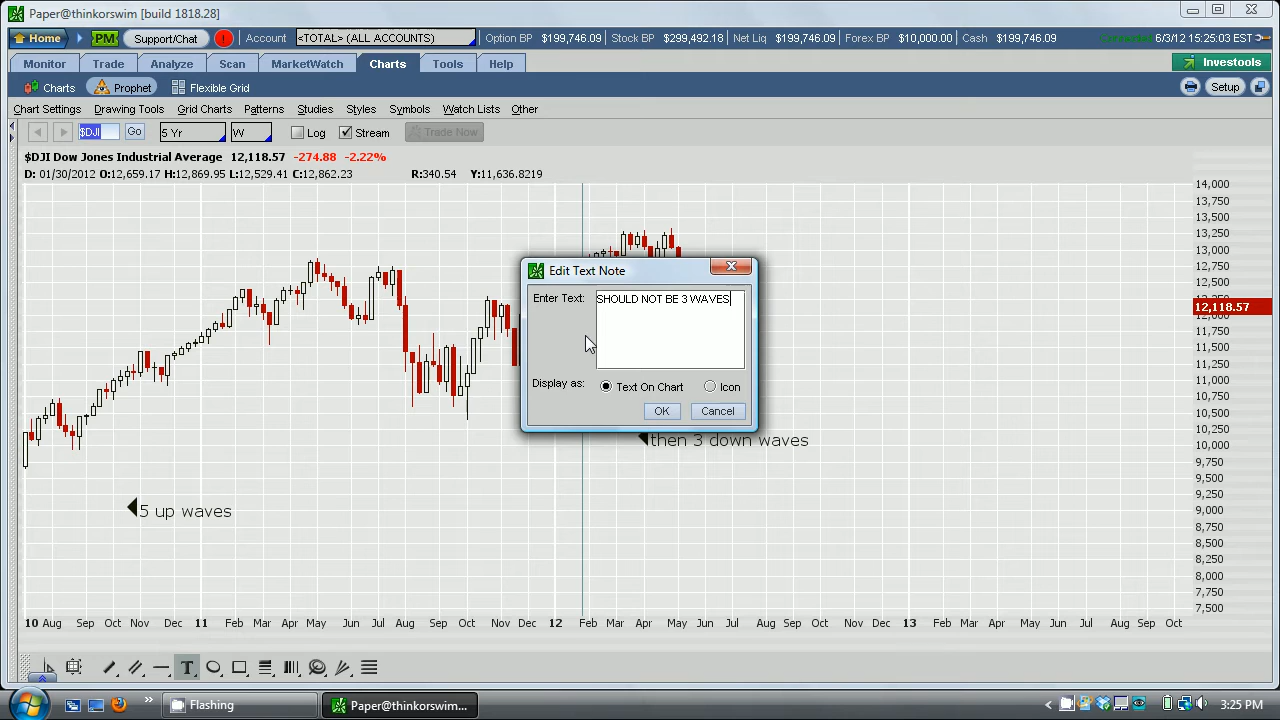 Paper@thinkorswim [build 1818.28]
Home PM Support/Chat ! Account <TOTAL> (ALL ACCOUNTS) Option BP $199,746.09 Stock BP $299,492.18 Net Liq $199,746.09 Forex BP $10,000.00 Cash $199,746.09 Connected 6/3/12 15:25:03 EST
Monitor Trade Analyze Scan MarketWatch Charts Tools Help Investools
Charts Prophet Flexible Grid Setup
Chart Settings Drawing Tools Grid Charts Patterns Studies Styles Symbols Watch Lists Other
$DJI Go 5 Yr W Log Stream Trade Now
$DJI Dow Jones Industrial Average 12,118.57 -274.88 -2.22%
D: 01/30/2012 O:12,659.17 H:12,869.95 L:12,529.41 C:12,862.23 R:340.54 Y:11,636.8219
14,000
13,750
13,500
13,250
13,000
12,750
12,500
12,118.57
12,000
11,750
11,500
11,250
11,000
10,750
10,500
10,250
10,000
9,750
9,500
9,250
9,000
8,750
8,500
8,250
8,000
7,750
7,500
Edit Text Note
Enter Text: SHOULD NOT BE 3 WAVES
Display as: Text On Chart Icon
OK Cancel
then 3 down waves
5 up waves
10 Aug Sep Oct Nov Dec 11 Feb Mar Apr May Jun Jul Aug Sep Oct Nov Dec 12 Feb Mar Apr May Jun Jul Aug Sep Oct Nov Dec 13 Feb Mar Apr May Jun Jul Aug Sep Oct
T
Flashing Paper@thinkorswim... 3:25 PM